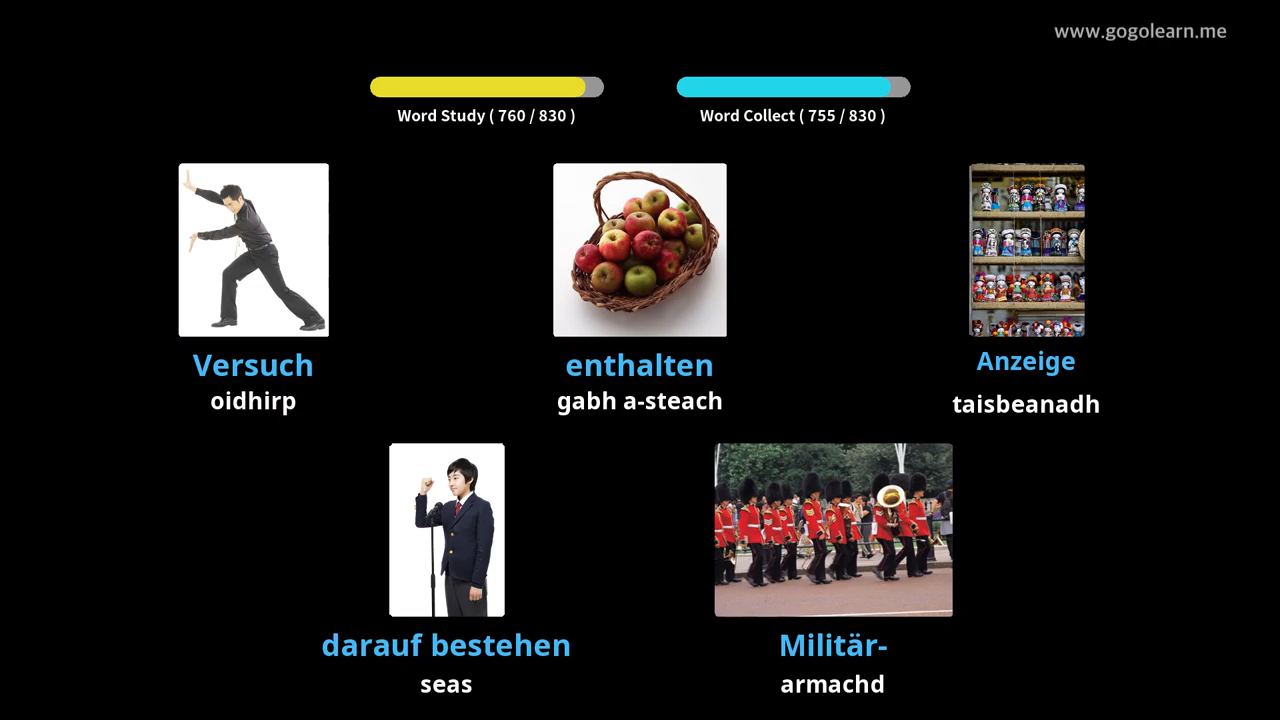 www.gogolearn.me
Word Study ( 760 / 830 )
Word Collect ( 755 / 830 )
Versuch
oidhirp
enthalten
gabh a-steach
Anzeige
taisbeanadh
darauf bestehen
seas
Militär-
armachd